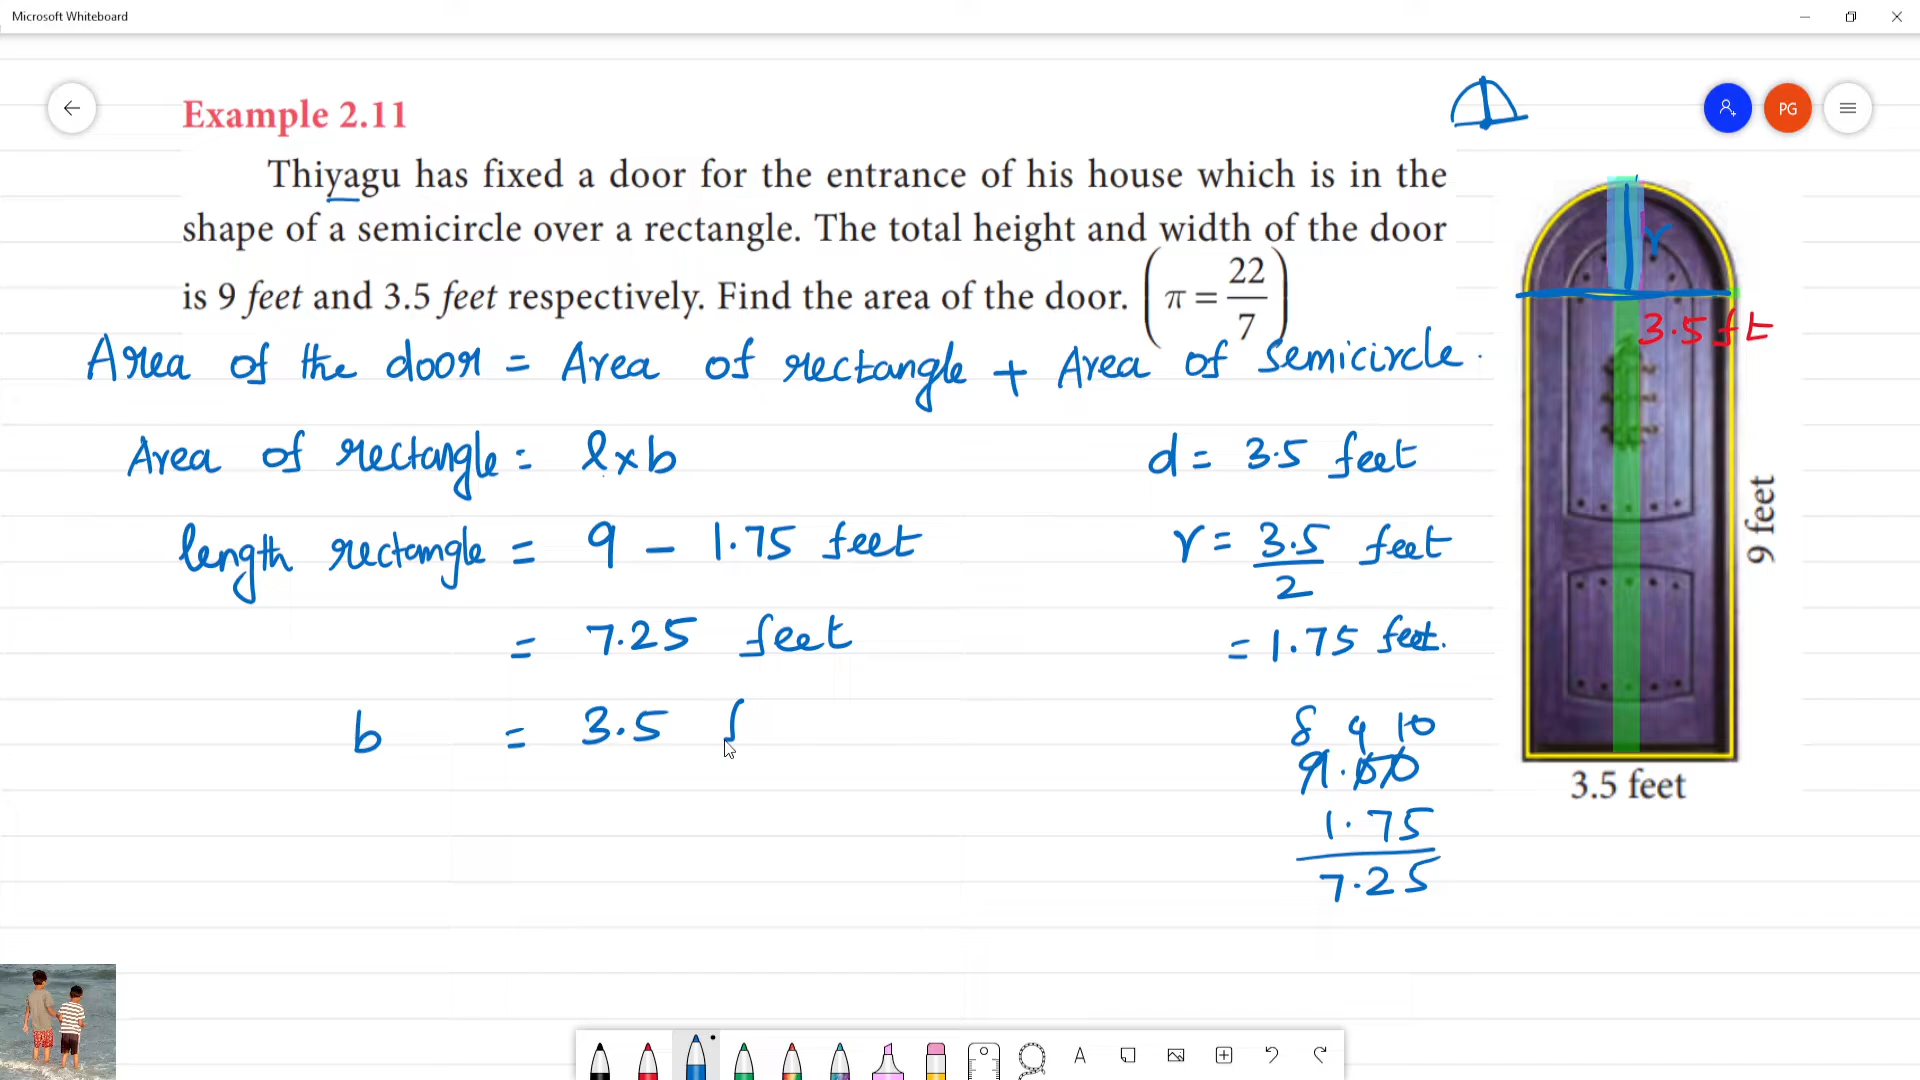 Microsoft Whiteboard
Example 2.11
PG
Thiyagu has fixed a door for the entrance of his house which is in the
shape of a semicircle over a rectangle. The total height and width of the door
is 9 feet and 3.5 feet respectively. Find the area of the door. (π = 22/7)
r
3.5 ft
Area of the door = Area of rectangle + Area of semicircle.
Area of rectangle = l x b
d = 3.5 feet
length rectangle = 9 - 1.75 feet
r = 3.5/2 feet
9 feet
= 7.25 feet
= 1.75 feet.
b = 3.5 f
8 9 10
9.00
3.5 feet
1.75
7.25
A